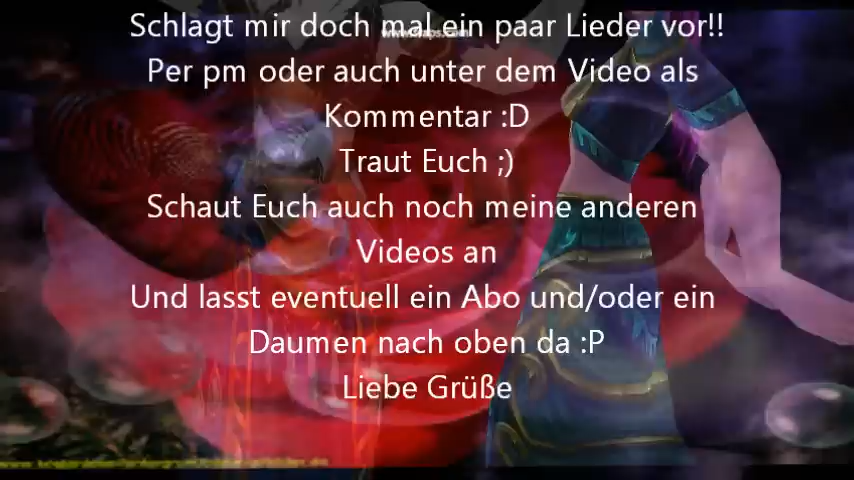 Schlagt mir doch mal ein paar Lieder vor!!
Per pm oder auch unter dem Video als
Kommentar :D
Traut Euch ;)
Schaut Euch auch noch meine anderen
Videos an
Und lasst eventuell ein Abo und/oder ein
Daumen nach oben da :P
Liebe Grüße